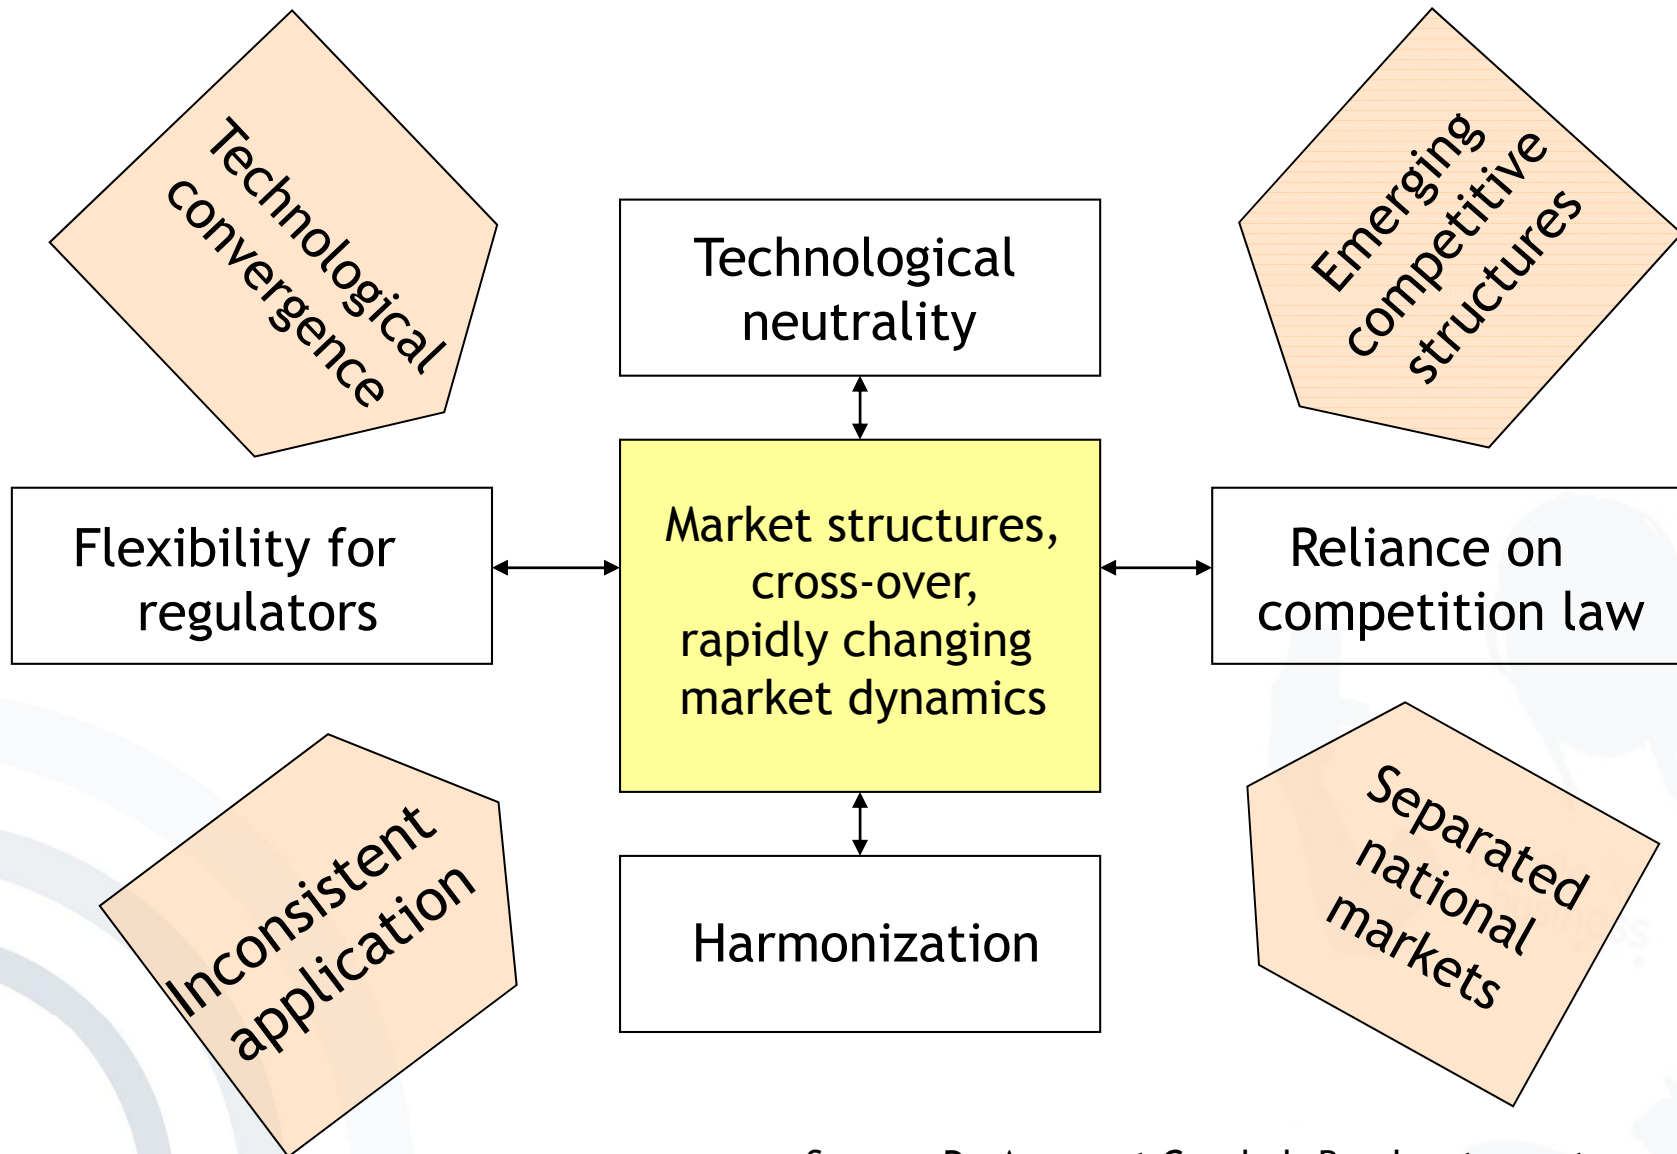 Technological
convergence
Emerging
competitive
structures
Technological
neutrality
Flexibility for
regulators
Market structures,
cross-over,
rapidly changing
market dynamics
Reliance on
competition law
Inconsistent
application
Harmonization
Separated
national
markets